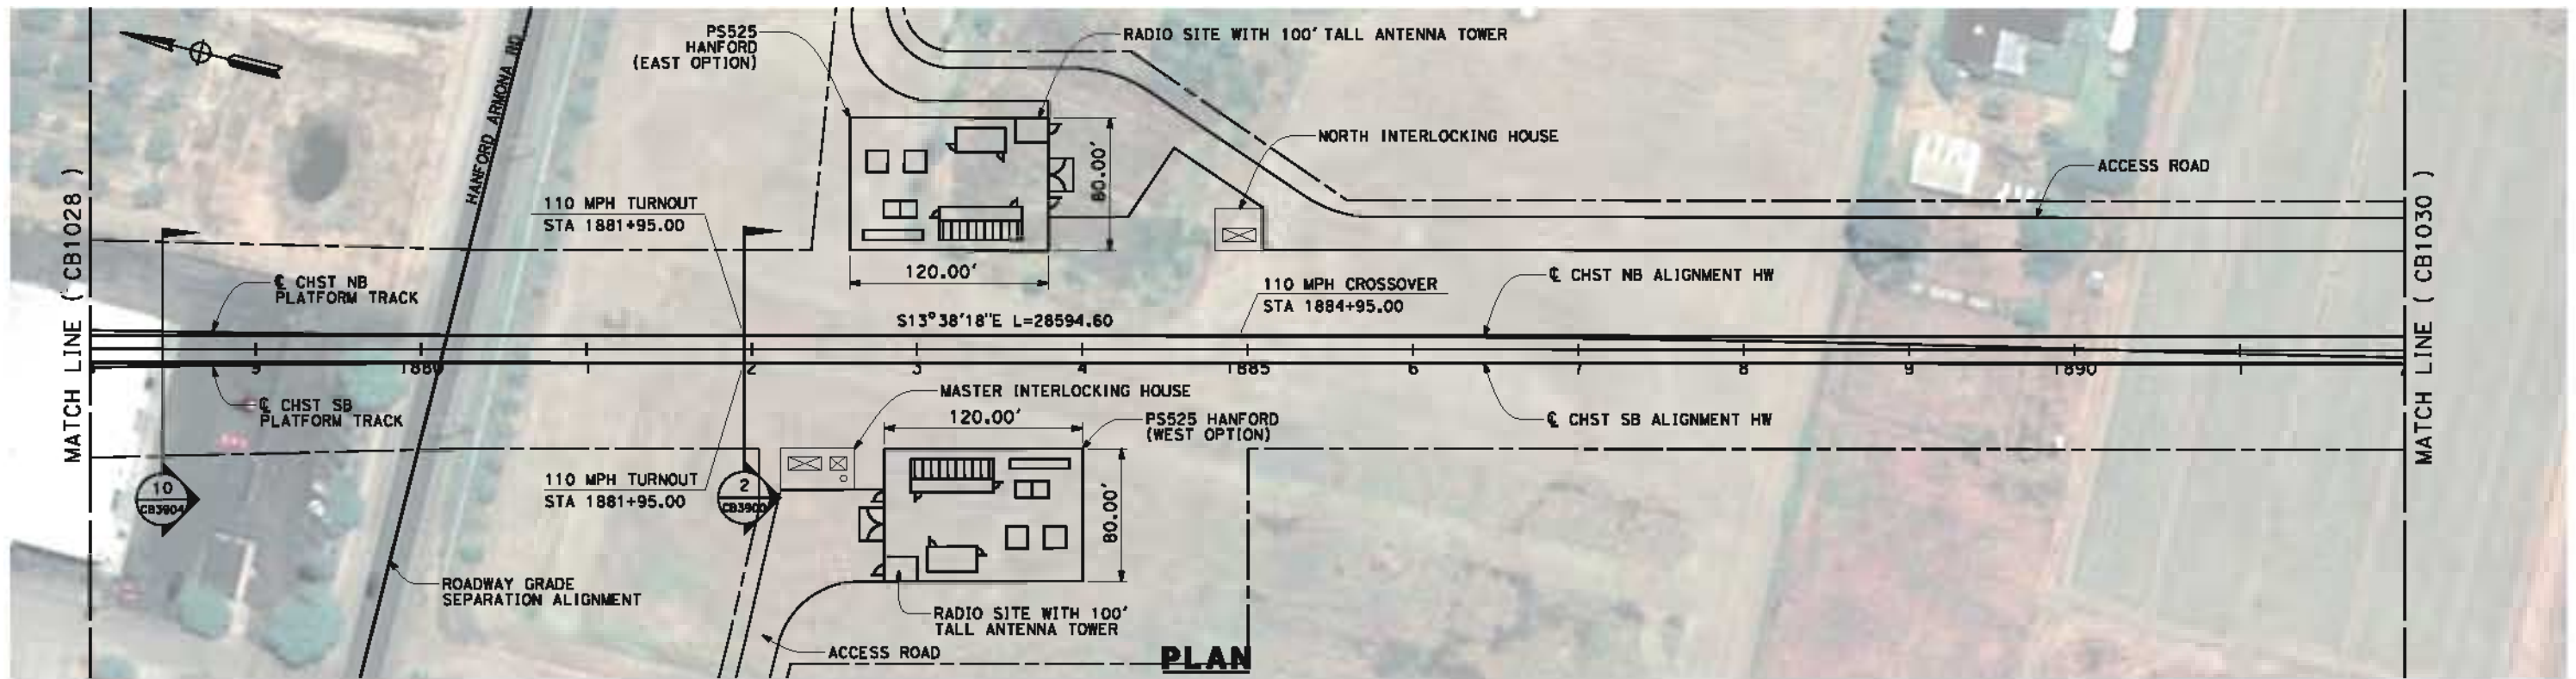 PS525
HANFORD
(EAST OPTION)
RADIO SITE WITH 100' TALL ANTENNA TOWER
HANFORD ARMONA RD
NORTH INTERLOCKING HOUSE
ACCESS ROAD
80.00'
120.00'
110 MPH TURNOUT
STA 1881+95.00
MATCH LINE ( CB1028 )
MATCH LINE ( CB1030 )
℄ CHST NB
PLATFORM TRACK
110 MPH CROSSOVER
STA 1884+95.00
℄ CHST NB ALIGNMENT HW
S13°38'18"E L=28594.60
9 1880 1 2 3 4 1885 6 7 8 9 1890 1
℄ CHST SB
PLATFORM TRACK
MASTER INTERLOCKING HOUSE
120.00'
PS525 HANFORD
(WEST OPTION)
℄ CHST SB ALIGNMENT HW
110 MPH TURNOUT
STA 1881+95.00
10
CB3904
2
CB3900
80.00'
ROADWAY GRADE
SEPARATION ALIGNMENT
RADIO SITE WITH 100'
TALL ANTENNA TOWER
ACCESS ROAD
PLAN